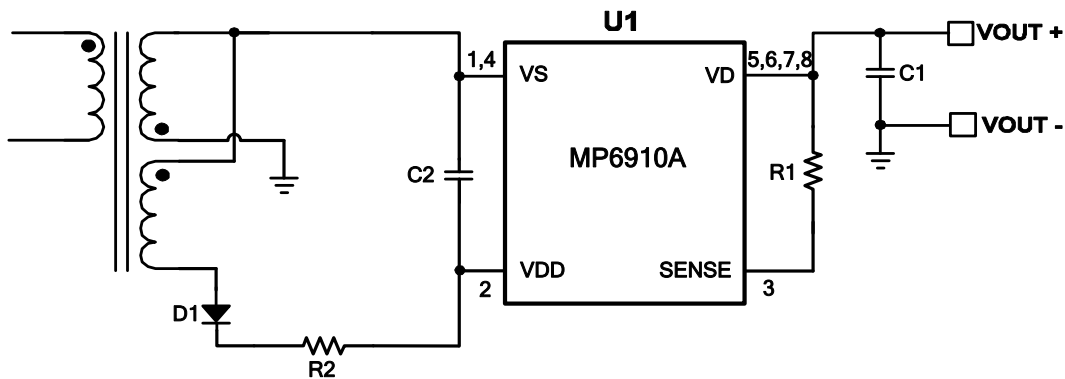 U1
VOUT +
1,4
5,6,7,8
VS
VD
C1
VOUT -
MP6910A
C2
R1
VDD
SENSE
2
3
D1
R2